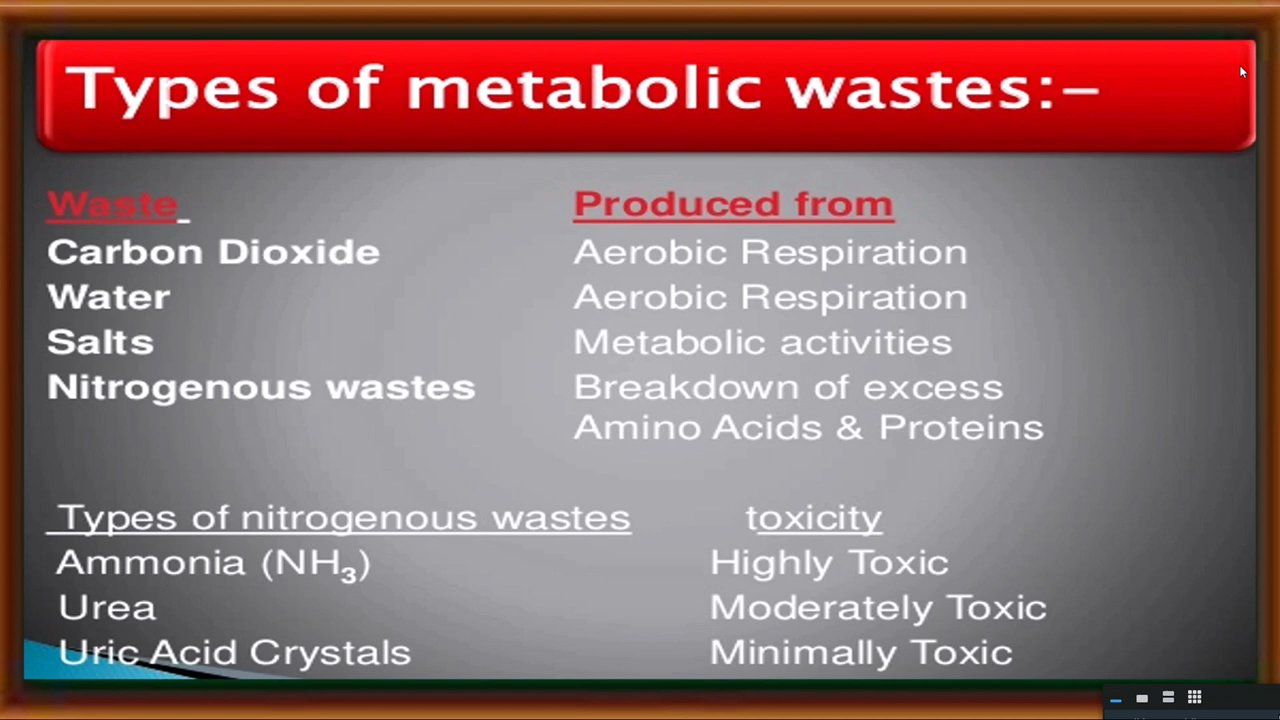 Types of metabolic wastes:–
Waste Produced from
Carbon Dioxide Aerobic Respiration
Water Aerobic Respiration
Salts Metabolic activities
Nitrogenous wastes Breakdown of excess
Amino Acids & Proteins
Types of nitrogenous wastes toxicity
Ammonia (NH₃) Highly Toxic
Urea Moderately Toxic
Uric Acid Crystals Minimally Toxic